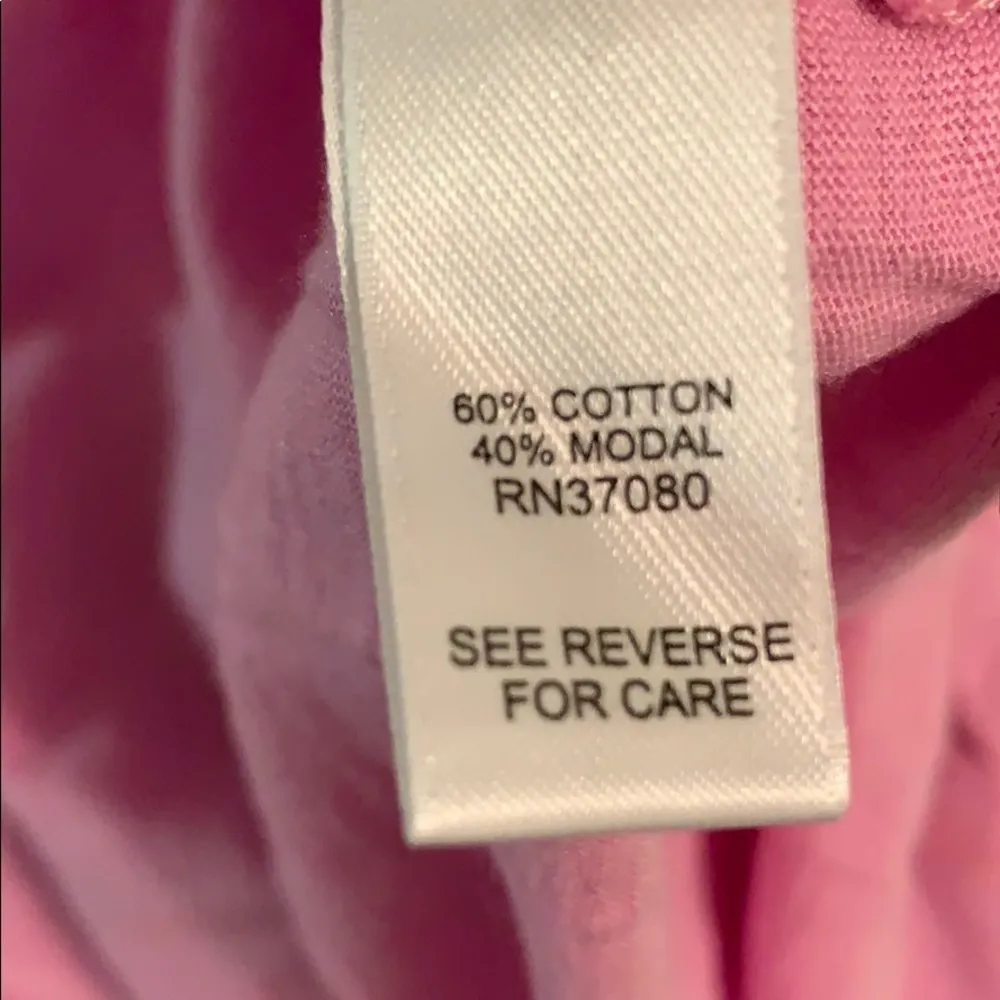 60% COTTON
40% MODAL
RN37080
SEE REVERSE
FOR CARE